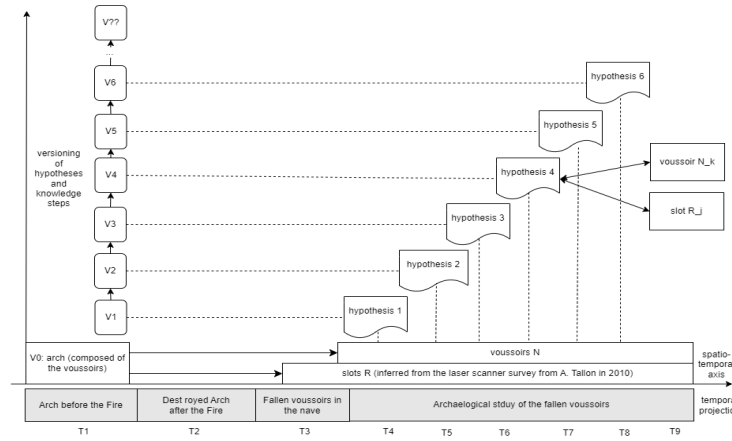 V??
...
V6
hypothesis 6
V5
hypothesis 5
versioning
of
hypotheses
and
knowledge
steps
V4
hypothesis 4
voussoir N_k
slot R_j
V3
hypothesis 3
V2
hypothesis 2
V1
hypothesis 1
V0: arch (composed of
the voussoirs)
voussoirs N
slots R (inferred from the laser scanner survey from A. Tallon in 2010)
spatio-
tempora
axis
Arch before the Fire
Dest royed Arch
after the Fire
Fallen voussoirs in
the nave
Archaelogical stduy of the fallen voussoirs
tempora
projectio
T1
T2
T3
T4
T5
T6
T7
T8
T9